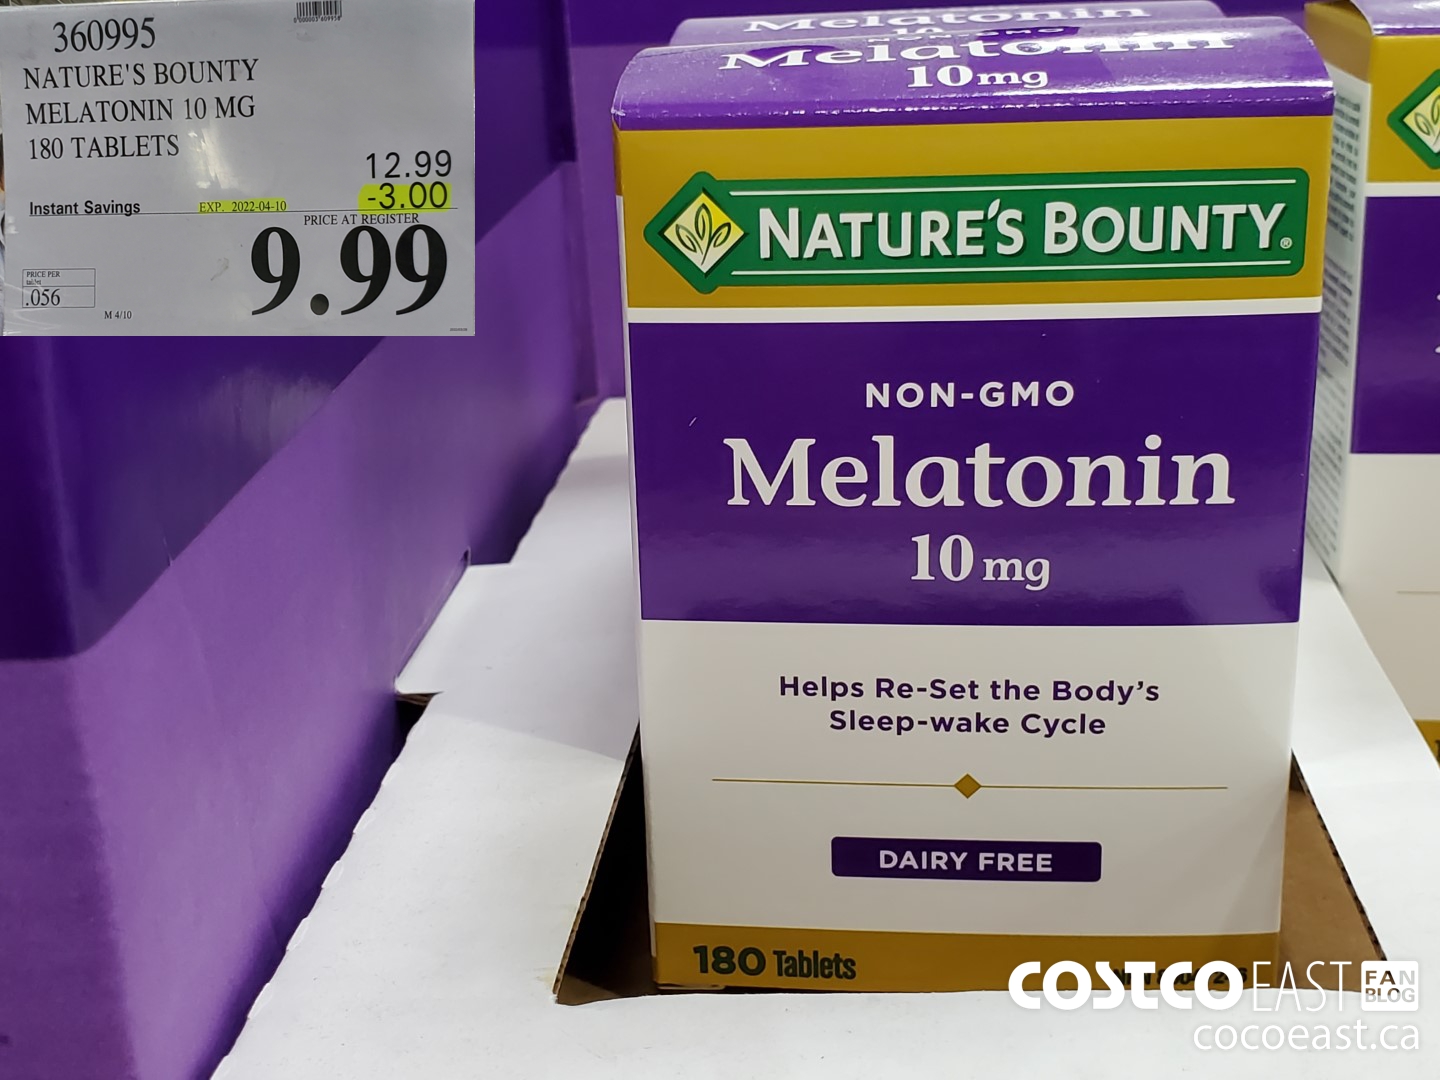 360995
NATURE'S BOUNTY
MELATONIN 10 MG
180 TABLETS
12.99
Instant Savings EXP. 2022-04-10 -3.00
PRICE AT REGISTER
9.99
PRICE PER
.056
M 4/10
Melatonin
Melatonin
10mg
NATURE'S BOUNTY®
NON-GMO
Melatonin
10 mg
Helps Re-Set the Body's
Sleep-wake Cycle
DAIRY FREE
180 Tablets
COSTCO EAST FAN BLOG
cocoeast.ca